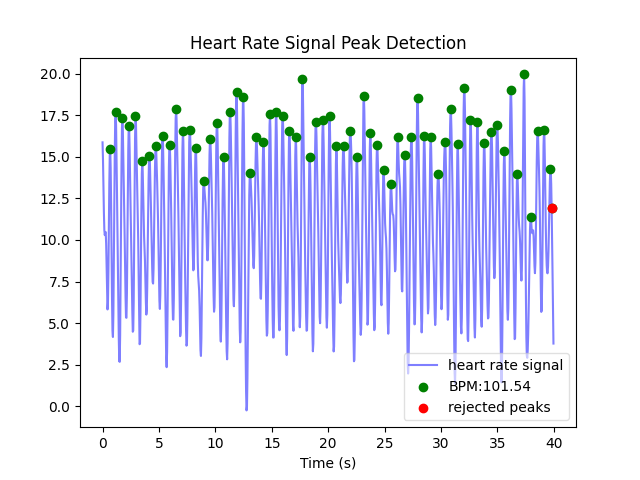 Heart Rate Signal Peak Detection
20.0
17.5
15.0
12.5
10.0
7.5
5.0
2.5
0.0
heart rate signal
BPM:101.54
rejected peaks
0 5 10 15 20 25 30 35 40
Time (s)